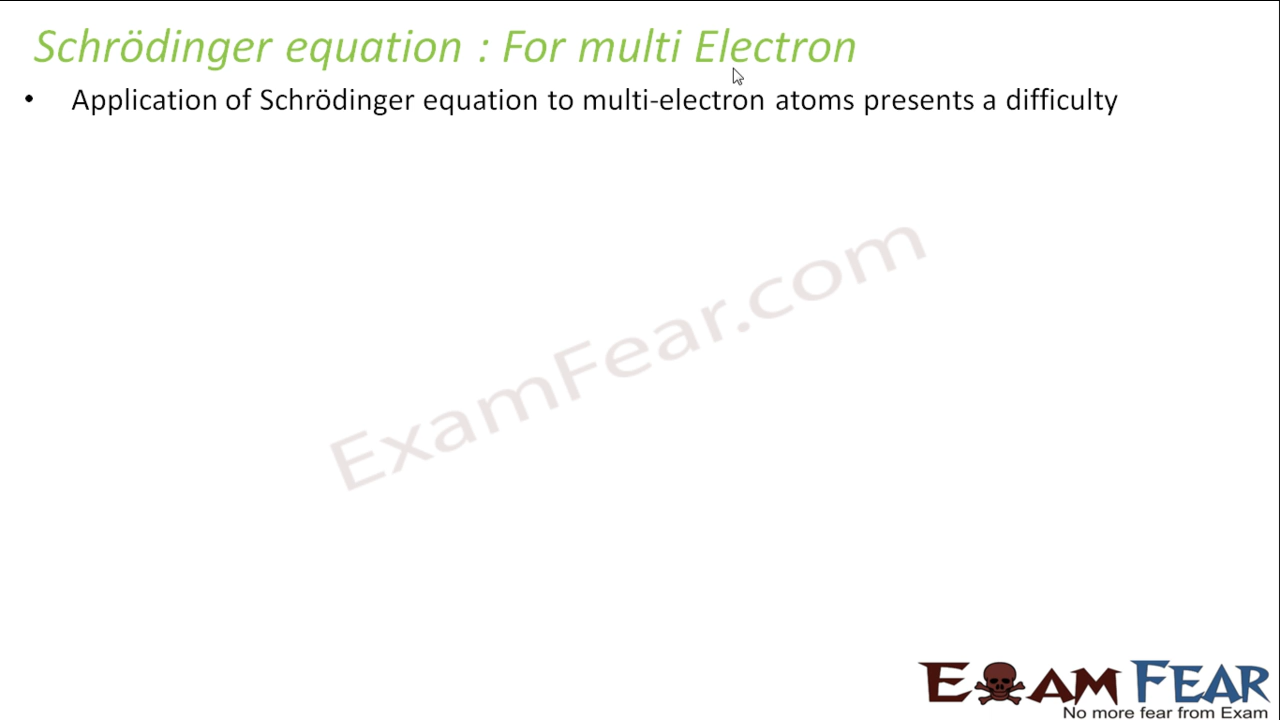 Schrödinger equation : For multi Electron
• Application of Schrödinger equation to multi-electron atoms presents a difficulty
ExamFear.com
EXAM FEAR
No more fear from Exam